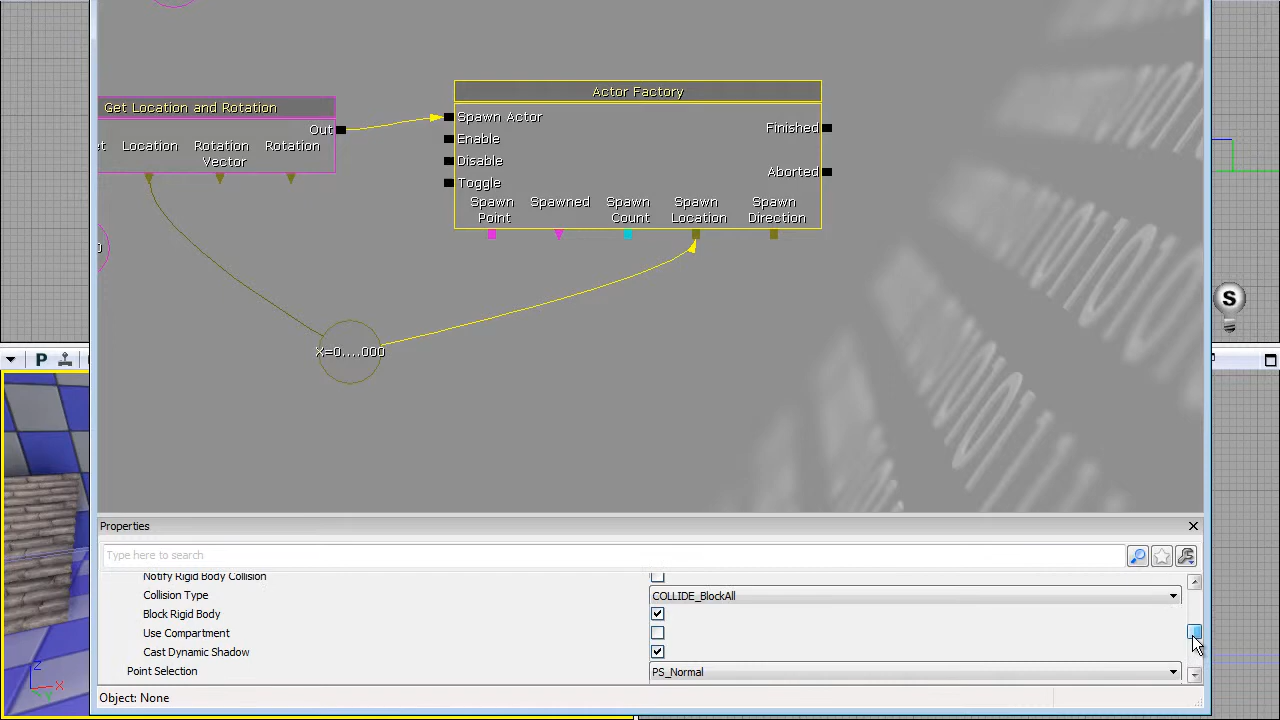 Actor Factory
Get Location and Rotation
Spawn Actor
Out
Enable
Finished
Location
Rotation Vector
Rotation
Disable
Aborted
Toggle
Spawn Point
Spawned
Spawn Count
Spawn Location
Spawn Direction
X=0....000
S
P
Properties
Type here to search
Notify Rigid Body Collision
Collision Type
COLLIDE_BlockAll
Block Rigid Body
Use Compartment
Cast Dynamic Shadow
Point Selection
PS_Normal
Object: None
Z
X
Y